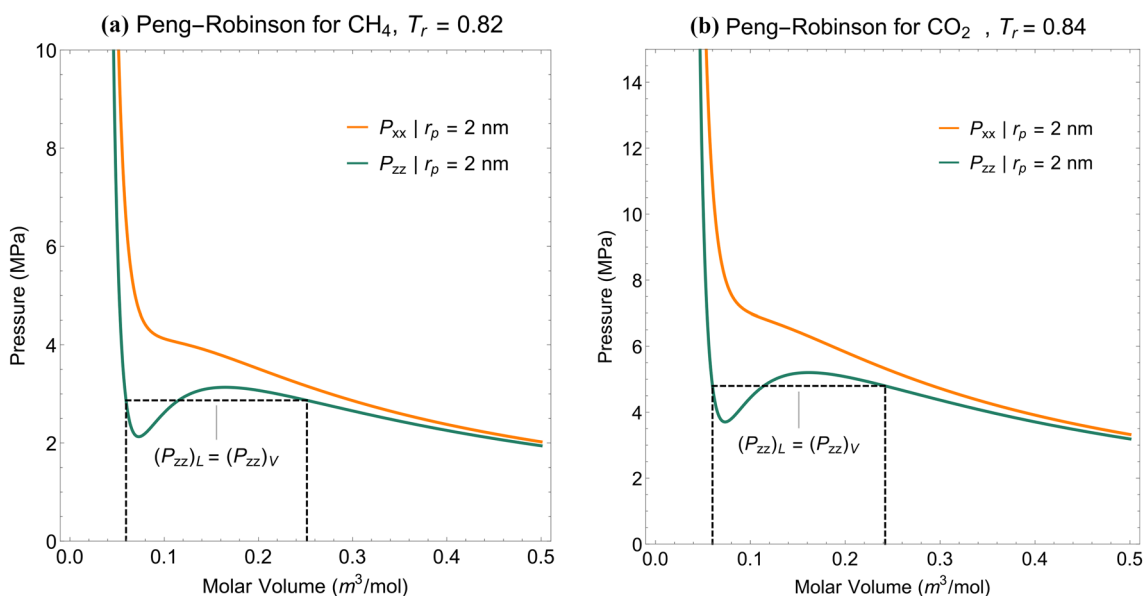 (a) Peng–Robinson for CH₄, Tᵣ = 0.82
10
8
6
4
2
0
Pressure (MPa)
Pxx | rp = 2 nm
Pzz | rp = 2 nm
(Pzz)L = (Pzz)V
0.0 0.1 0.2 0.3 0.4 0.5
Molar Volume (m³/mol)
(b) Peng–Robinson for CO₂ , Tᵣ = 0.84
14
12
10
8
6
4
2
0
Pressure (MPa)
Pxx | rp = 2 nm
Pzz | rp = 2 nm
(Pzz)L = (Pzz)V
0.0 0.1 0.2 0.3 0.4 0.5
Molar Volume (m³/mol)